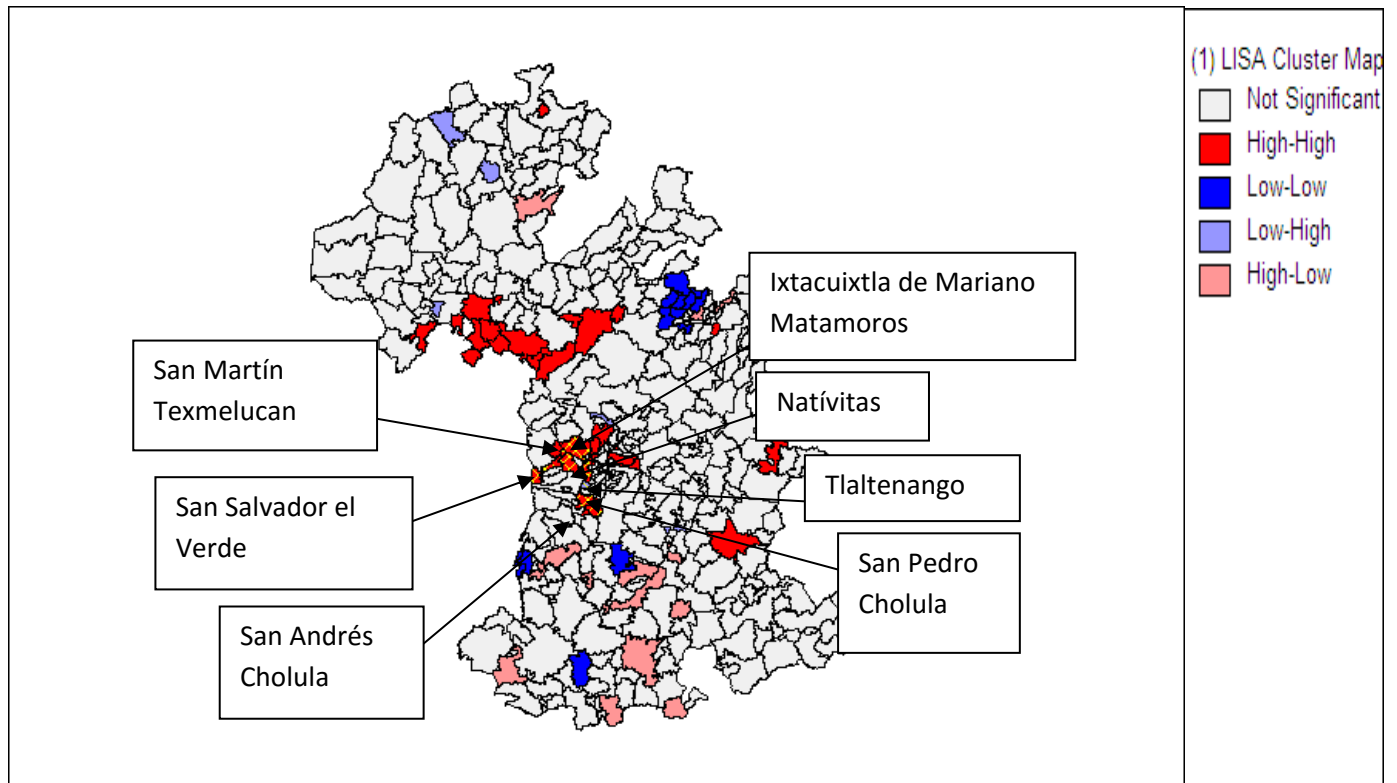 (1) LISA Cluster Map
Not Significant
High-High
Low-Low
Low-High
High-Low
Ixtacuixtla de Mariano
Matamoros
San Martín
Texmelucan
Natívitas
Tlaltenango
San Salvador el
Verde
San Pedro
Cholula
San Andrés
Cholula